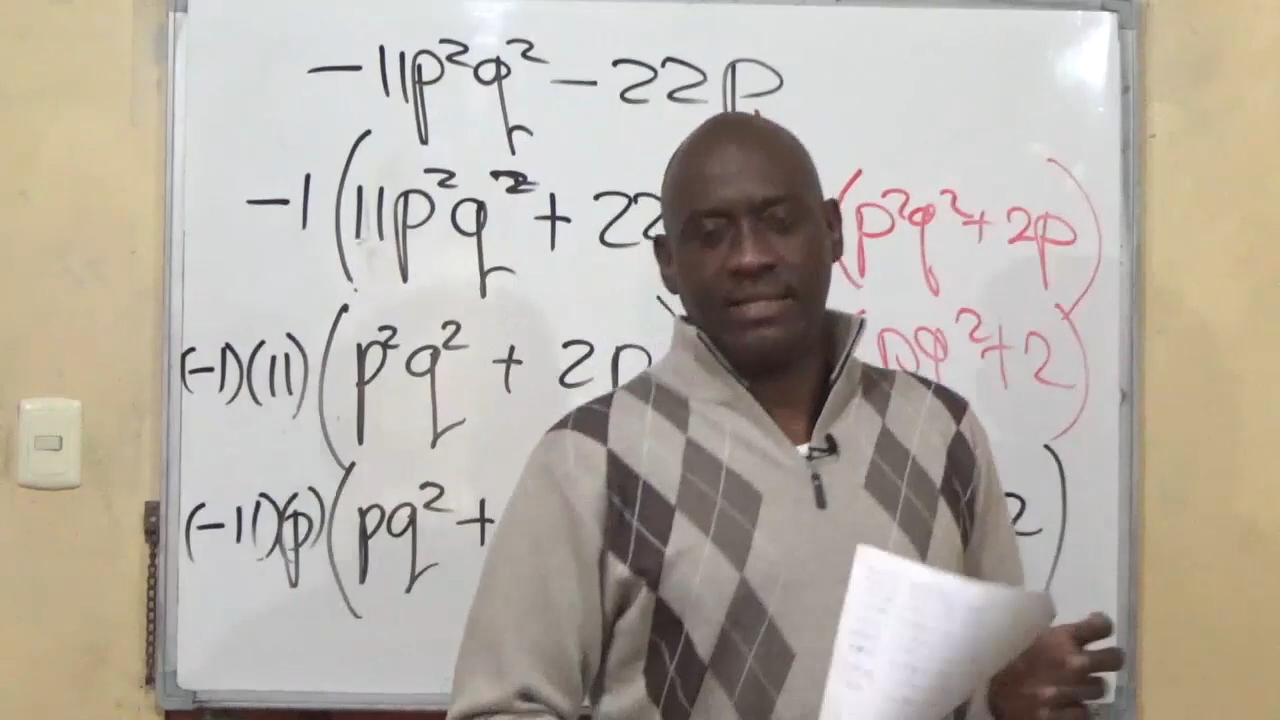 -11p²q² - 22p
-1(11p²q² + 22
(p²q² + 2p)
(-1)(11)(p²q² + 2p
pq² + 2)
(-11)(p)(pq² +
2)